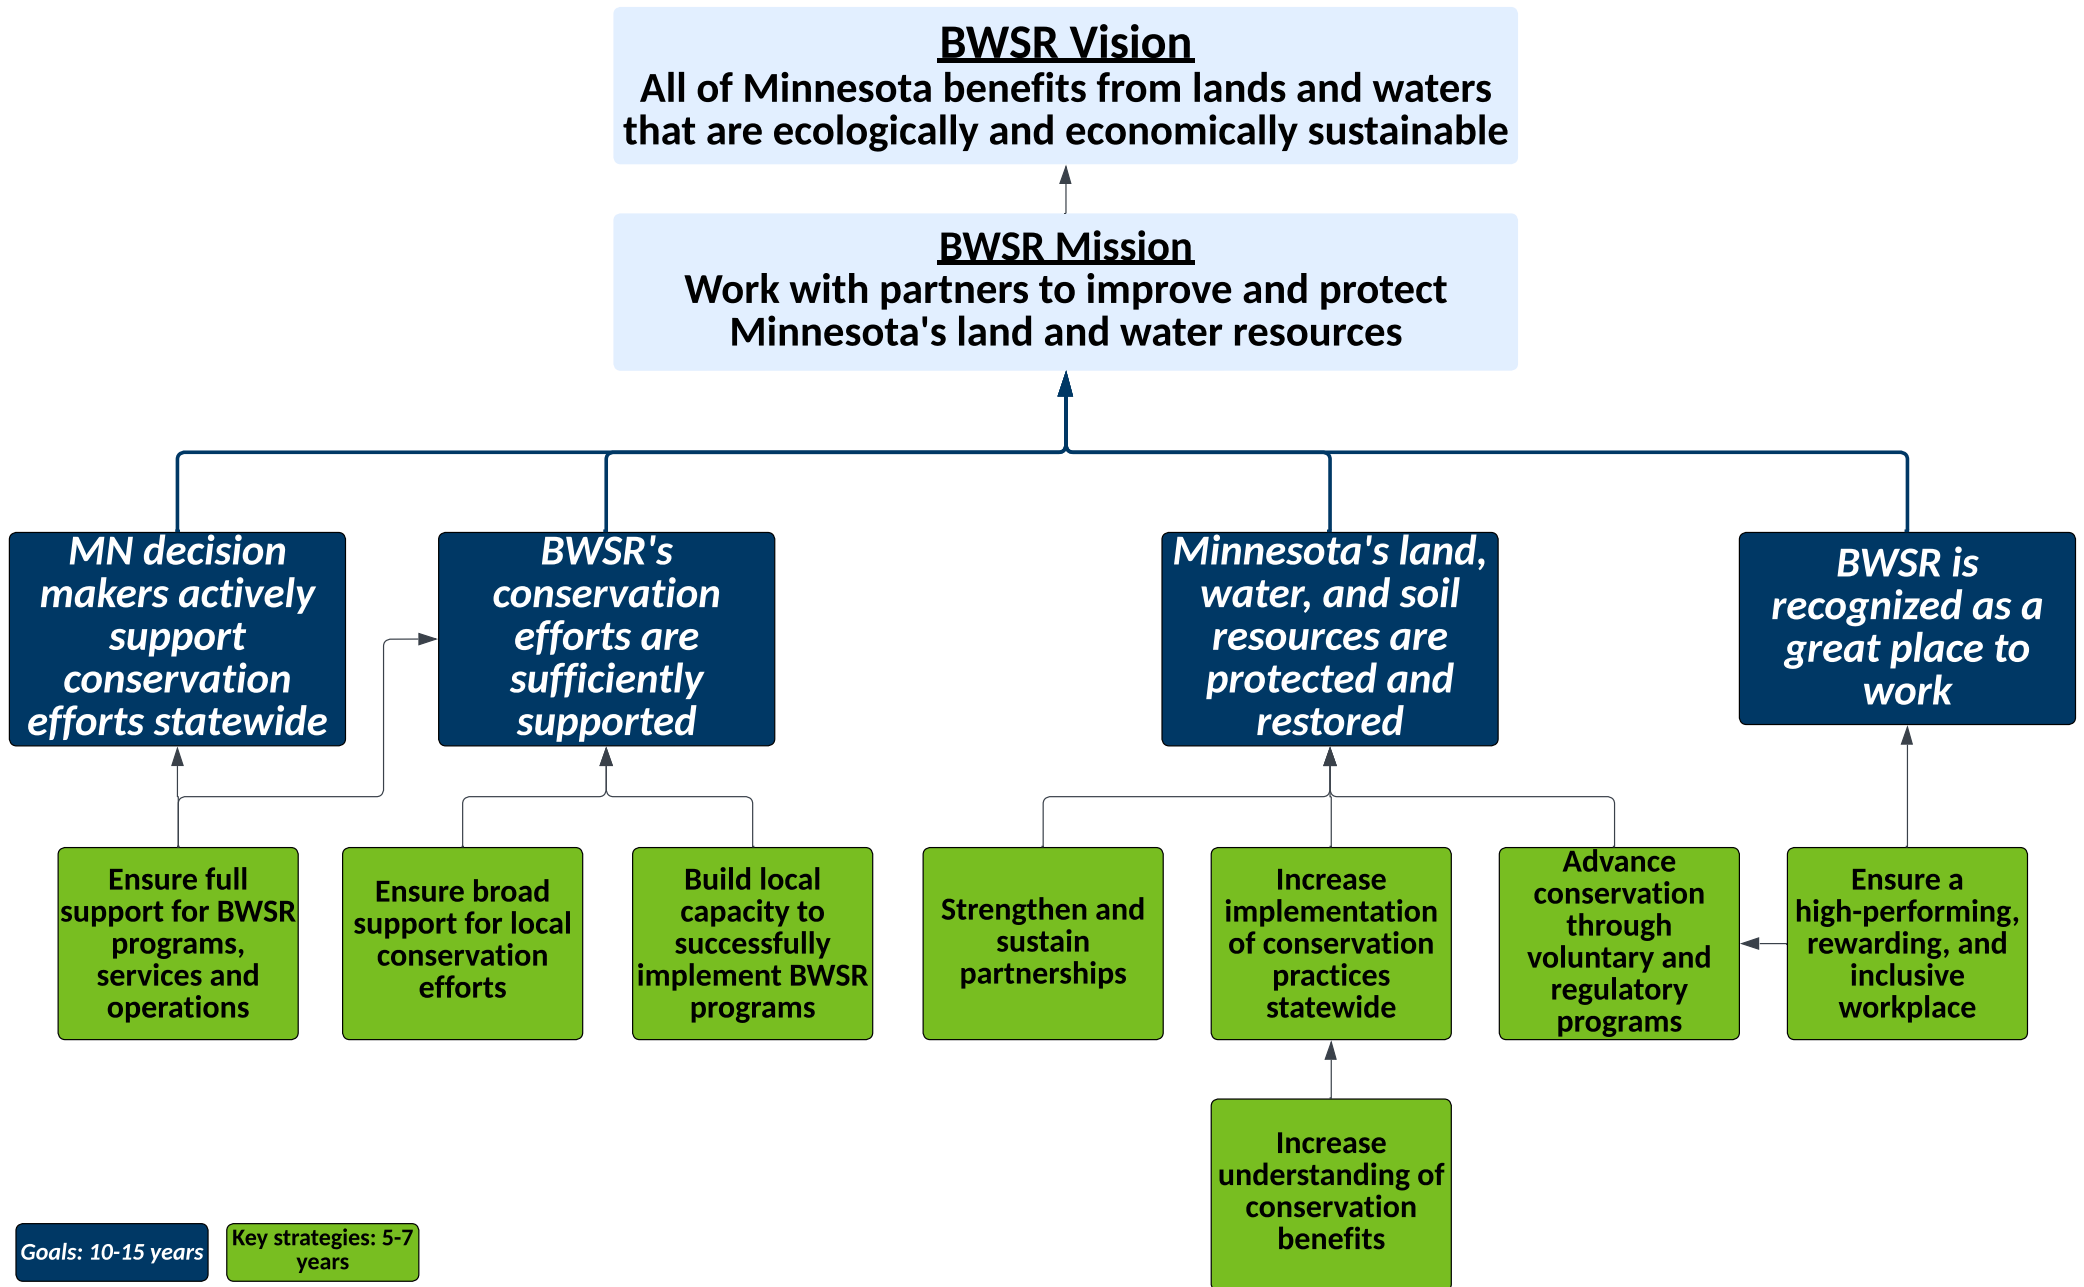 BWSR Vision
All of Minnesota benefits from lands and waters
that are ecologically and economically sustainable
BWSR Mission
Work with partners to improve and protect
Minnesota's land and water resources
MN decision
makers actively
support
conservation
efforts statewide
BWSR's
conservation
efforts are
sufficiently
supported
Minnesota's land,
water, and soil
resources are
protected and
restored
BWSR is
recognized as a
great place to
work
Ensure full
support for BWSR
programs,
services and
operations
Ensure broad
support for local
conservation
efforts
Build local
capacity to
successfully
implement BWSR
programs
Strengthen and
sustain
partnerships
Increase
implementation
of conservation
practices
statewide
Advance
conservation
through
voluntary and
regulatory
programs
Ensure a
high-performing,
rewarding, and
inclusive
workplace
Increase
understanding of
conservation
benefits
Goals: 10-15 years
Key strategies: 5-7
years